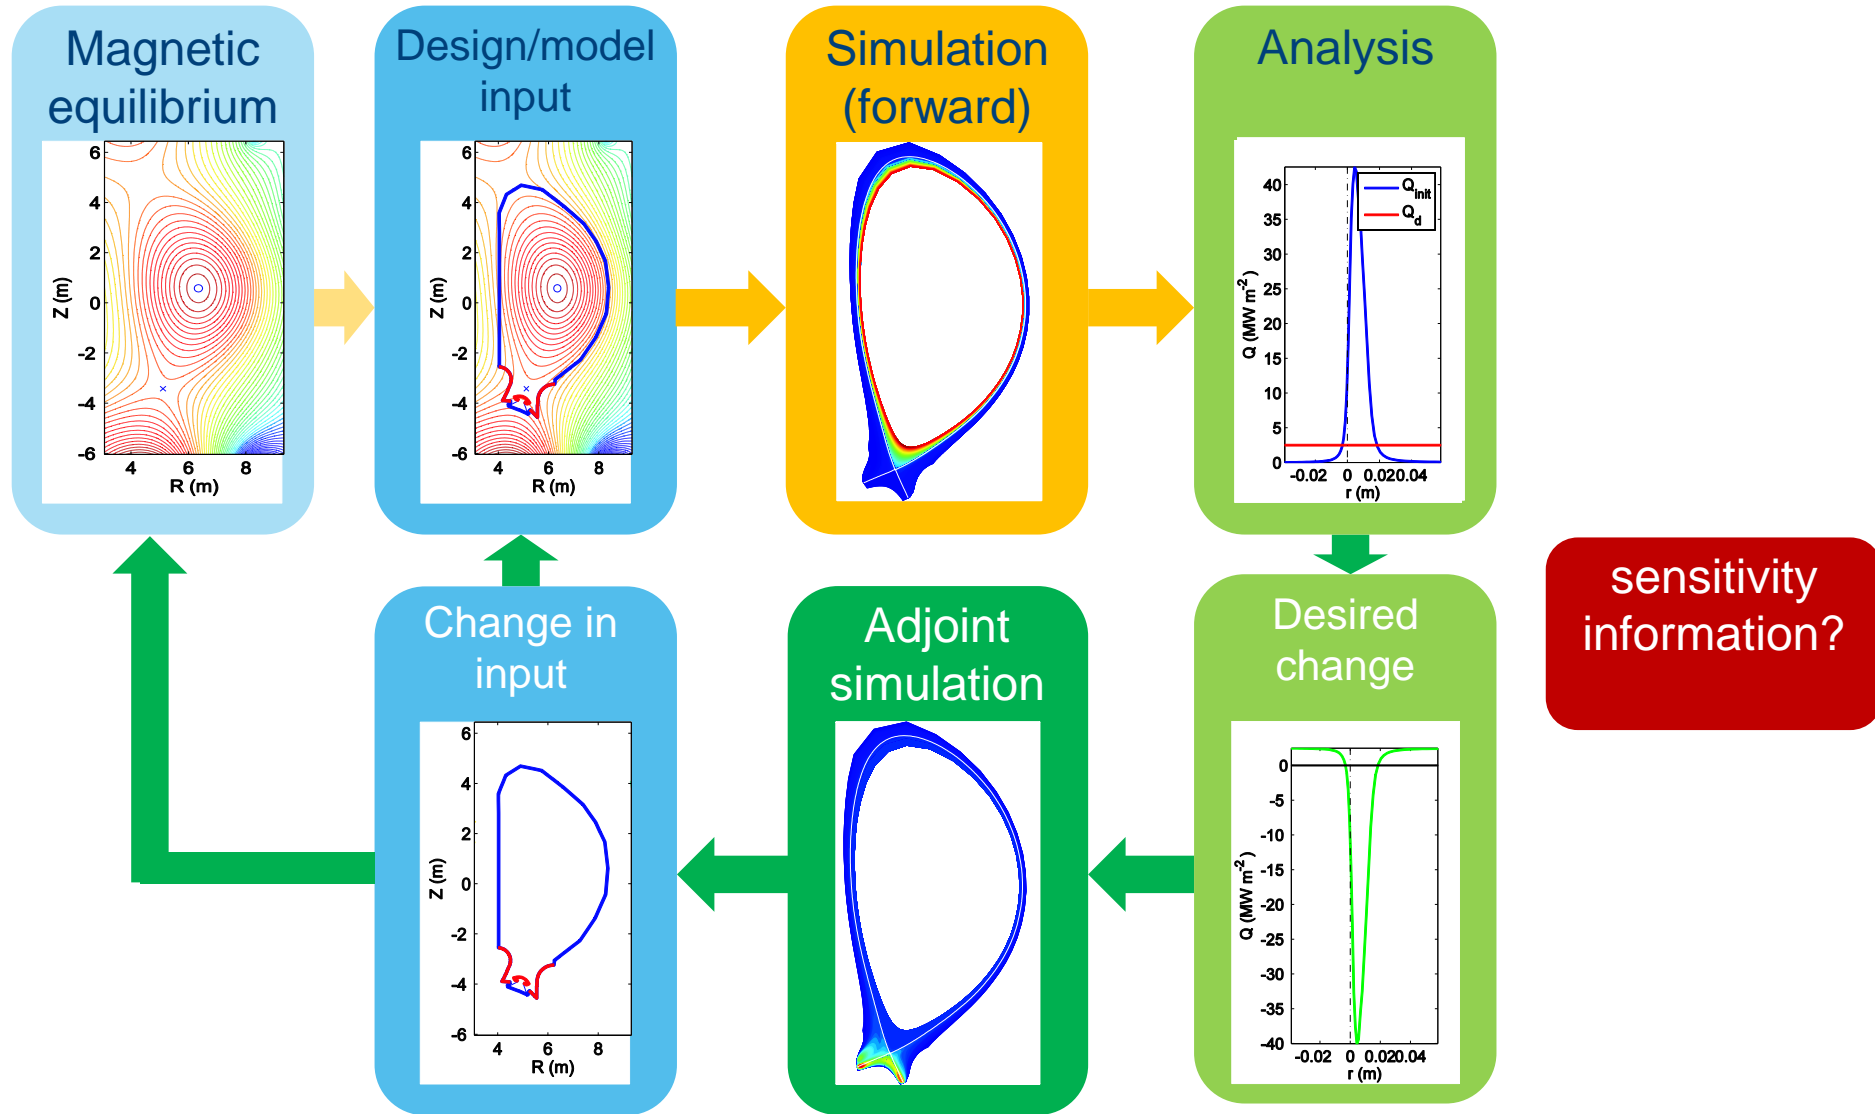 Magnetic
equilibrium
6
4
2
0
-2
-4
-6
Z (m)
4 6 8
R (m)
Design/model
input
6
4
2
0
-2
-4
-6
Z (m)
4 6 8
R (m)
Simulation
(forward)
Analysis
40
35
30
25
20
15
10
5
0
Q (MW m-2)
Qinit
Qd
-0.02 0 0.02 0.04
r (m)
sensitivity
information?
Change in
input
6
4
2
0
-2
-4
-6
Z (m)
4 6 8
R (m)
Adjoint
simulation
Desired
change
0
-5
-10
-15
-20
-25
-30
-35
-40
Q (MW m-2)
-0.02 0 0.02 0.04
r (m)